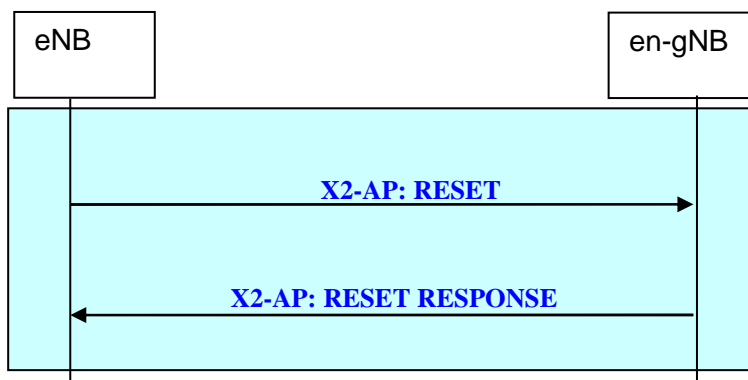 eNB
en-gNB
X2-AP: RESET
X2-AP: RESET RESPONSE